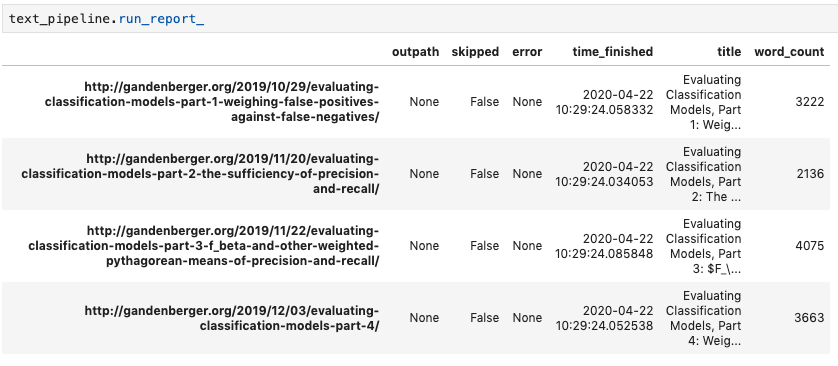 text_pipeline.run_report_
outpath skipped error time_finished title word_count
http://gandenberger.org/2019/10/29/evaluating-
classification-models-part-1-weighing-false-positives-
against-false-negatives/
None False None
2020-04-22
10:29:24.058332
Evaluating
Classification
Models, Part
1: Weig...
3222
http://gandenberger.org/2019/11/20/evaluating-
classification-models-part-2-the-sufficiency-of-precision-
and-recall/
None False None
2020-04-22
10:29:24.034053
Evaluating
Classification
Models, Part
2: The ...
2136
http://gandenberger.org/2019/11/22/evaluating-
classification-models-part-3-f_beta-and-other-weighted-
pythagorean-means-of-precision-and-recall/
None False None
2020-04-22
10:29:24.085848
Evaluating
Classification
Models, Part
3: $F_\...
4075
http://gandenberger.org/2019/12/03/evaluating-
classification-models-part-4/
None False None
2020-04-22
10:29:24.052538
Evaluating
Classification
Models, Part
4: Weig...
3663